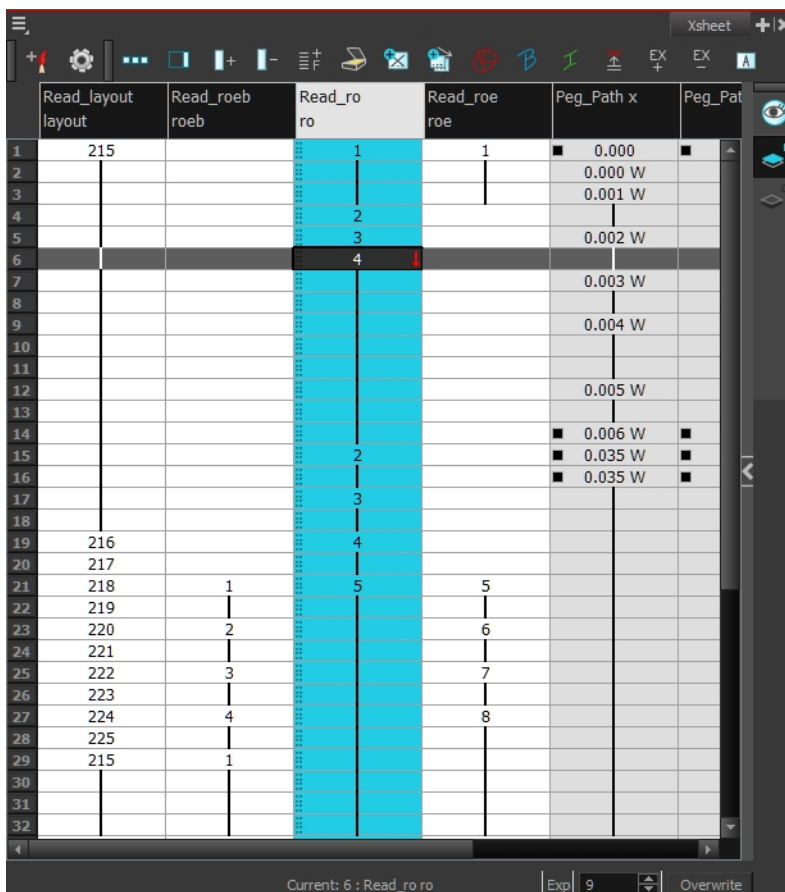 Xsheet
F
B
I
EX
EX
A
Read_layout Read_roeb Read_ro Read_roe Peg_Path x Peg_Pat
layout roeb ro roe
1 215 1 1 0.000
2 0.000 W
3 0.001 W
4 2
5 3 0.002 W
6 4
7 0.003 W
8
9 0.004 W
10
11
12 0.005 W
13
14 0.006 W
15 2 0.035 W
16 0.035 W
17 3
18
19 216 4
20 217
21 218 1 5 5
22 219
23 220 2 6
24 221
25 222 3 7
26 223
27 224 4 8
28 225
29 215 1
30
31
32
Current: 6 : Read_ro ro Exp 9 Overwrite